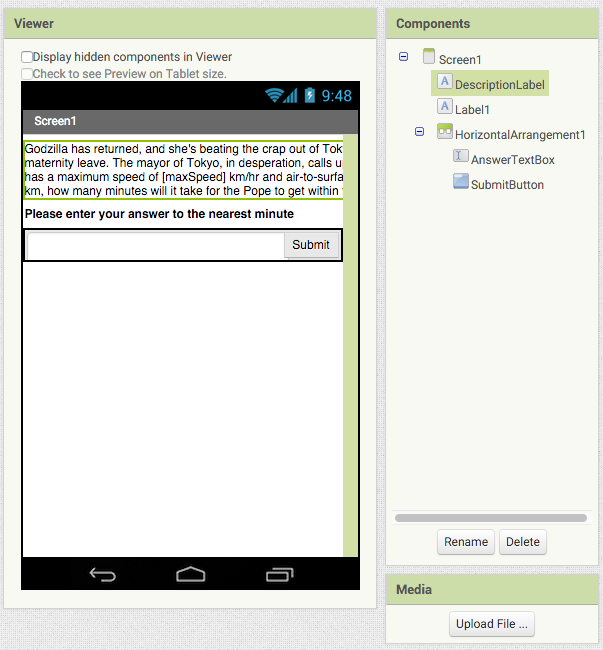 Viewer
Display hidden components in Viewer
Check to see Preview on Tablet size.
9:48
Screen1
Godzilla has returned, and she's beating the crap out of Tok
maternity leave. The mayor of Tokyo, in desperation, calls u
has a maximum speed of [maxSpeed] km/hr and air-to-surfa
km, how many minutes will it take for the Pope to get within
Please enter your answer to the nearest minute
Submit
Components
Screen1
A DescriptionLabel
A Label1
HorizontalArrangement1
AnswerTextBox
SubmitButton
Rename Delete
Media
Upload File ...